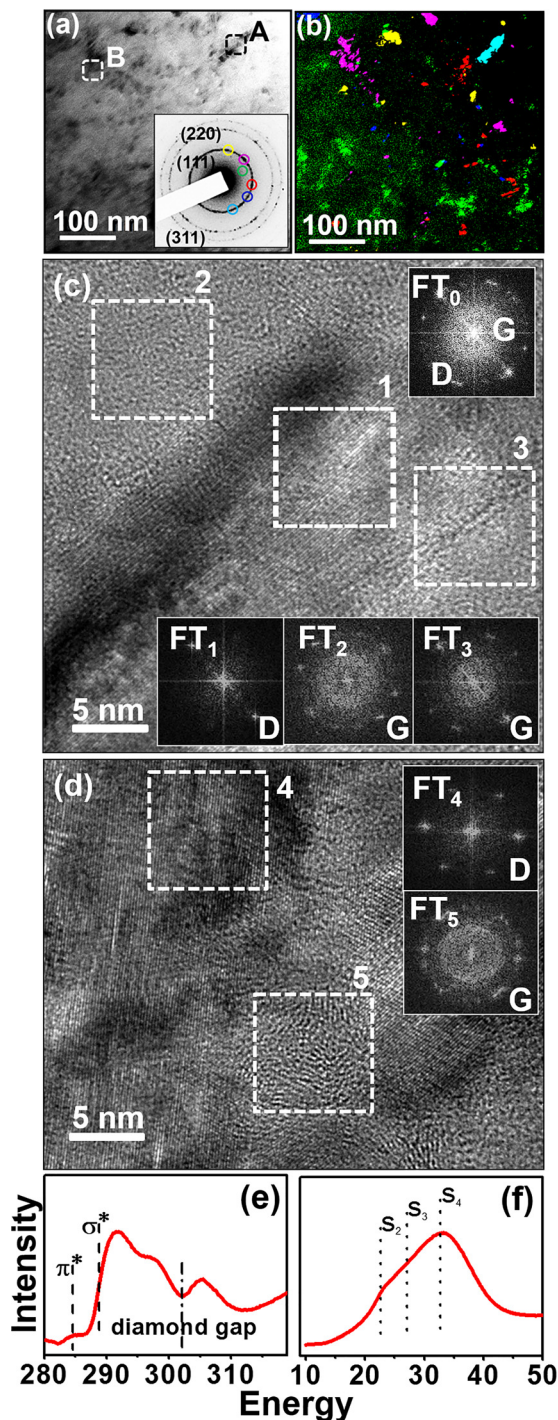 (a)
A
B
(220)
(111)
(311)
100 nm
(b)
100 nm
(c)
2
FT0
G
D
1
3
FT1
D
FT2
G
FT3
G
5 nm
(d)
4
FT4
D
FT5
G
5
5 nm
Intensity
(e)
π*
σ*
diamond gap
280 290 300 310
(f)
S2
S3
S4
10 20 30 40 50
Energy